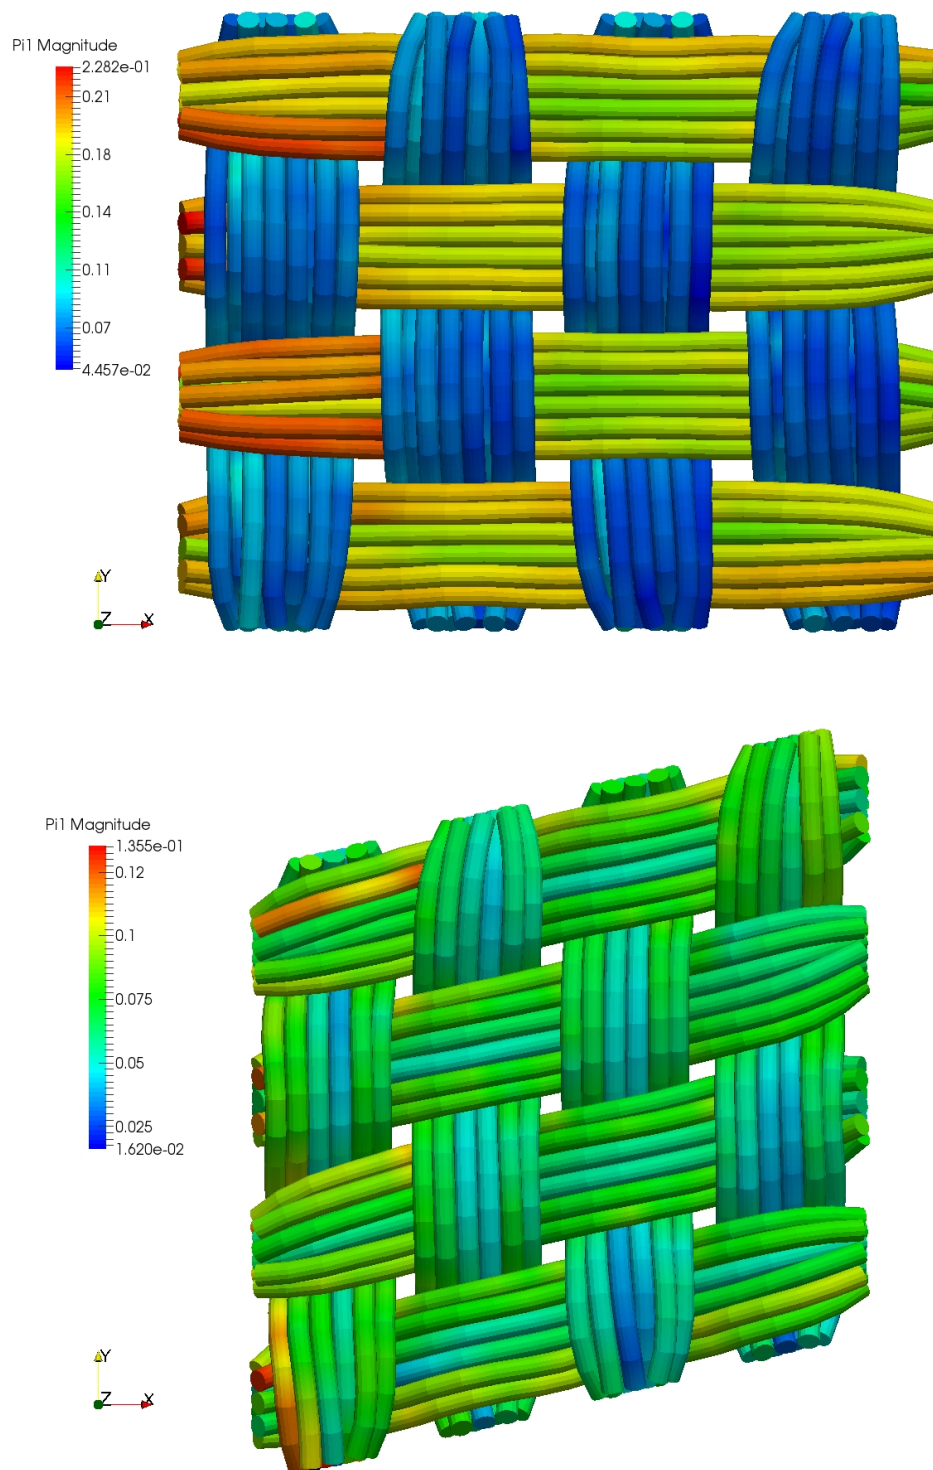 Pi1 Magnitude
2.282e-01
0.21
0.18
0.14
0.11
0.07
4.457e-02
Y
Z X
Pi1 Magnitude
1.355e-01
0.12
0.1
0.075
0.05
0.025
1.620e-02
Y
Z X